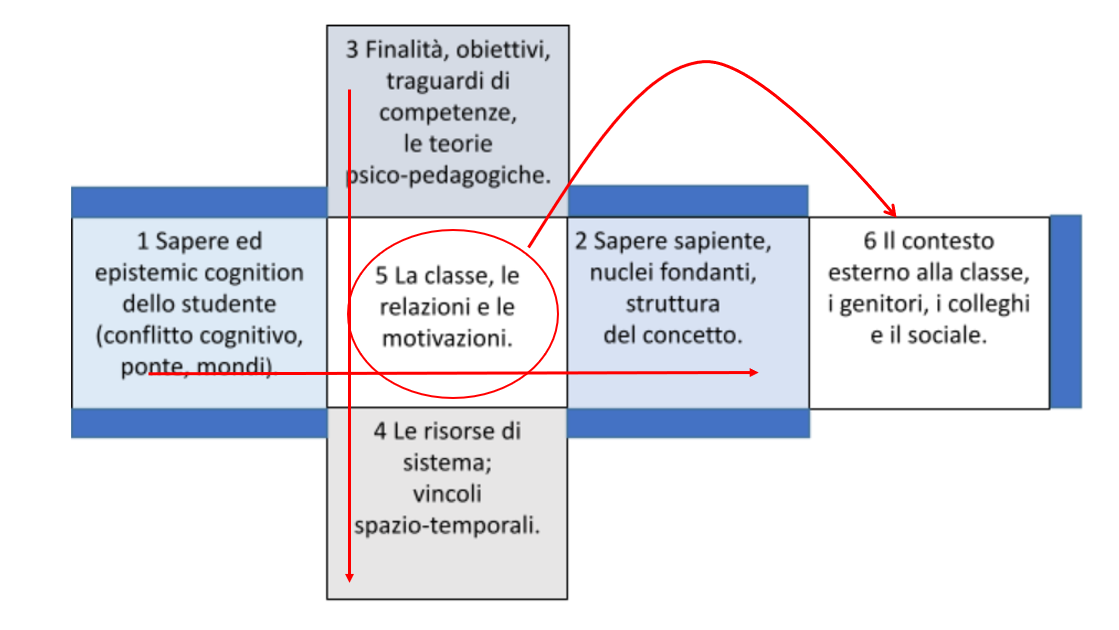 3 Finalità, obiettivi,
traguardi di
competenze,
le teorie
psico-pedagogiche.
1 Sapere ed
epistemic cognition
dello studente
(conflitto cognitivo,
ponte, mondi)
5 La classe, le
relazioni e le
motivazioni.
2 Sapere sapiente,
nuclei fondanti,
struttura
del concetto.
6 Il contesto
esterno alla classe,
i genitori, i colleghi
e il sociale.
4 Le risorse di
sistema;
vincoli
spazio-temporali.